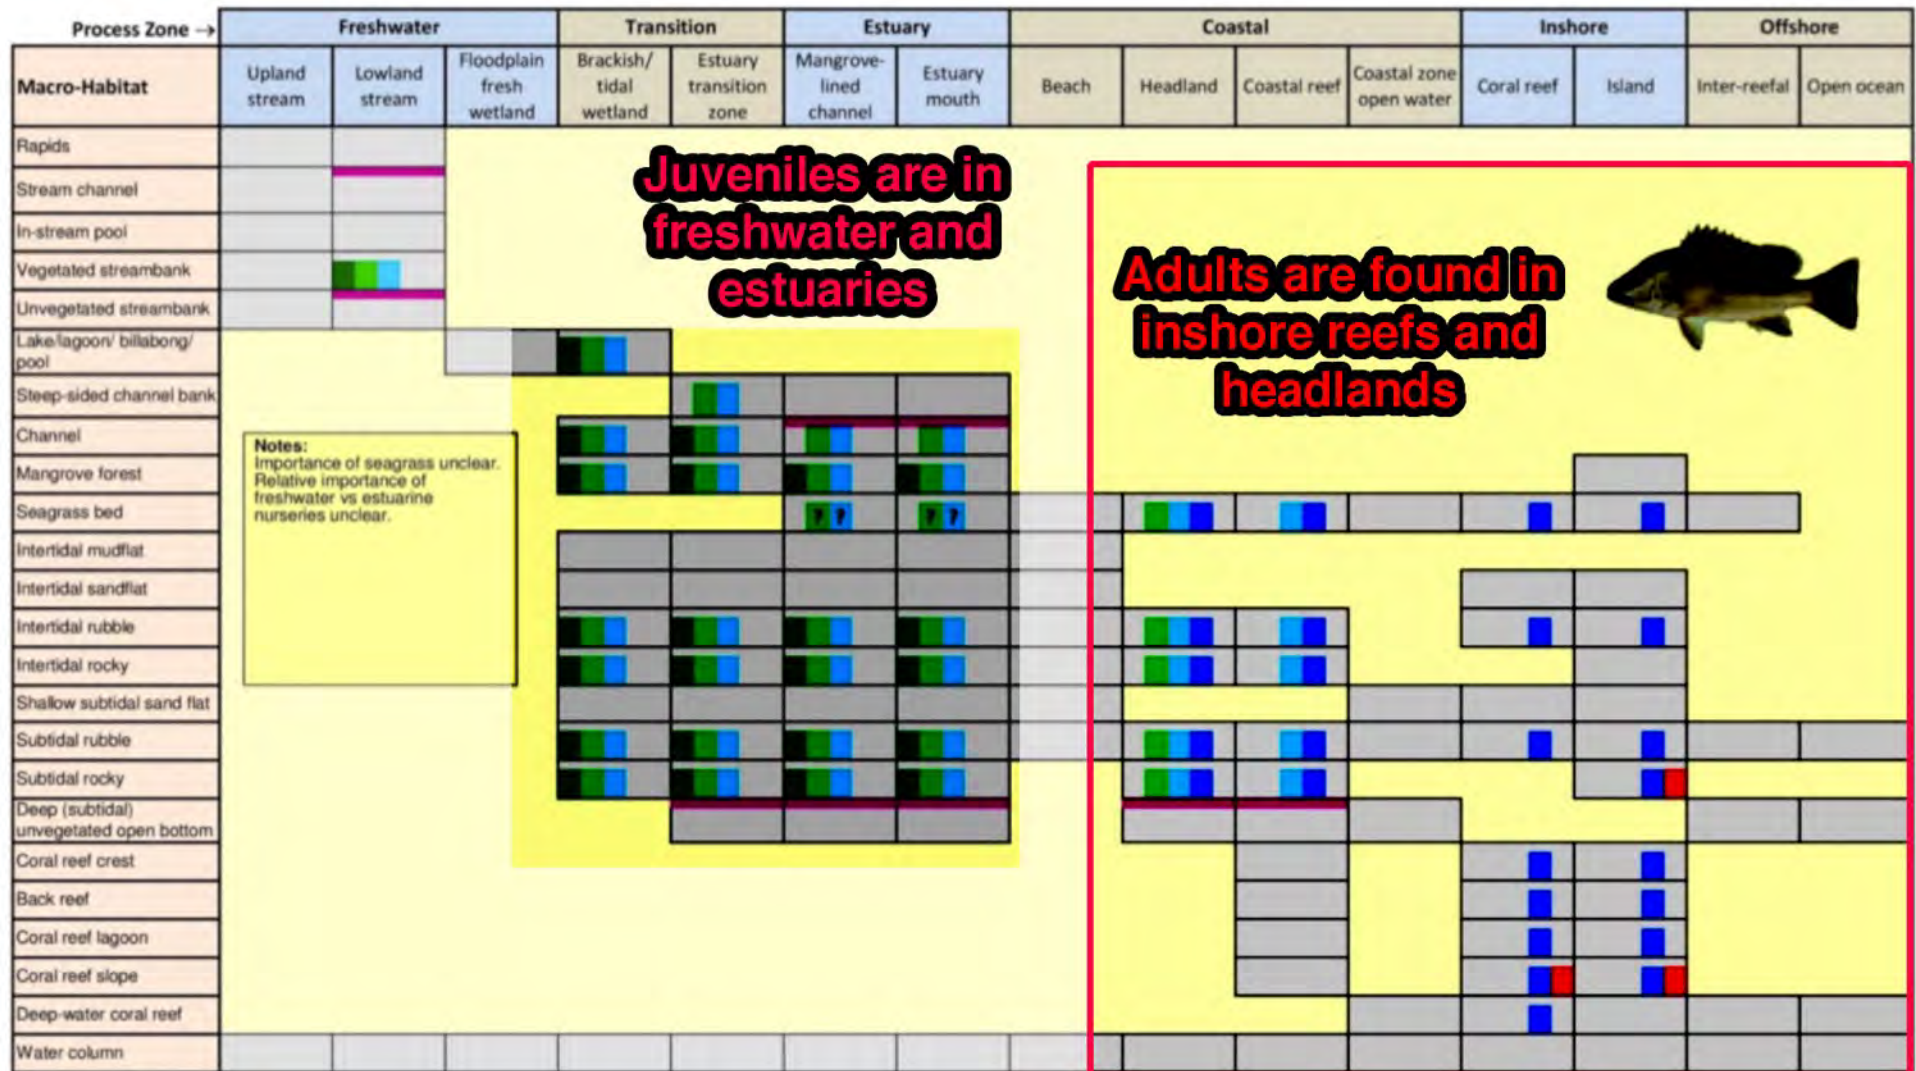 Process Zone →
Freshwater
Transition
Estuary
Coastal
Inshore
Offshore
Macro-Habitat
Upland
stream
Lowland
stream
Floodplain
fresh
wetland
Brackish/
tidal
wetland
Estuary
transition
zone
Mangrove-
lined
channel
Estuary
mouth
Beach
Headland
Coastal reef
Coastal zone
open water
Coral reef
Island
Inter-reefal
Open ocean
Rapids
Stream channel
In-stream pool
Vegetated streambank
Unvegetated streambank
Lake/lagoon/ billabong/
pool
Steep-sided channel bank
Channel
Mangrove forest
Seagrass bed
? ? ? ?
Intertidal mudflat
Intertidal sandflat
Intertidal rubble
Intertidal rocky
Shallow subtidal sand flat
Subtidal rubble
Subtidal rocky
Deep (subtidal)
unvegetated open bottom
Coral reef crest
Back reef
Coral reef lagoon
Coral reef slope
Deep-water coral reef
Water column
Juveniles are in
freshwater and
estuaries
Adults are found in
inshore reefs and
headlands
Notes:
Importance of seagrass unclear.
Relative importance of
freshwater vs estuarine
nurseries unclear.